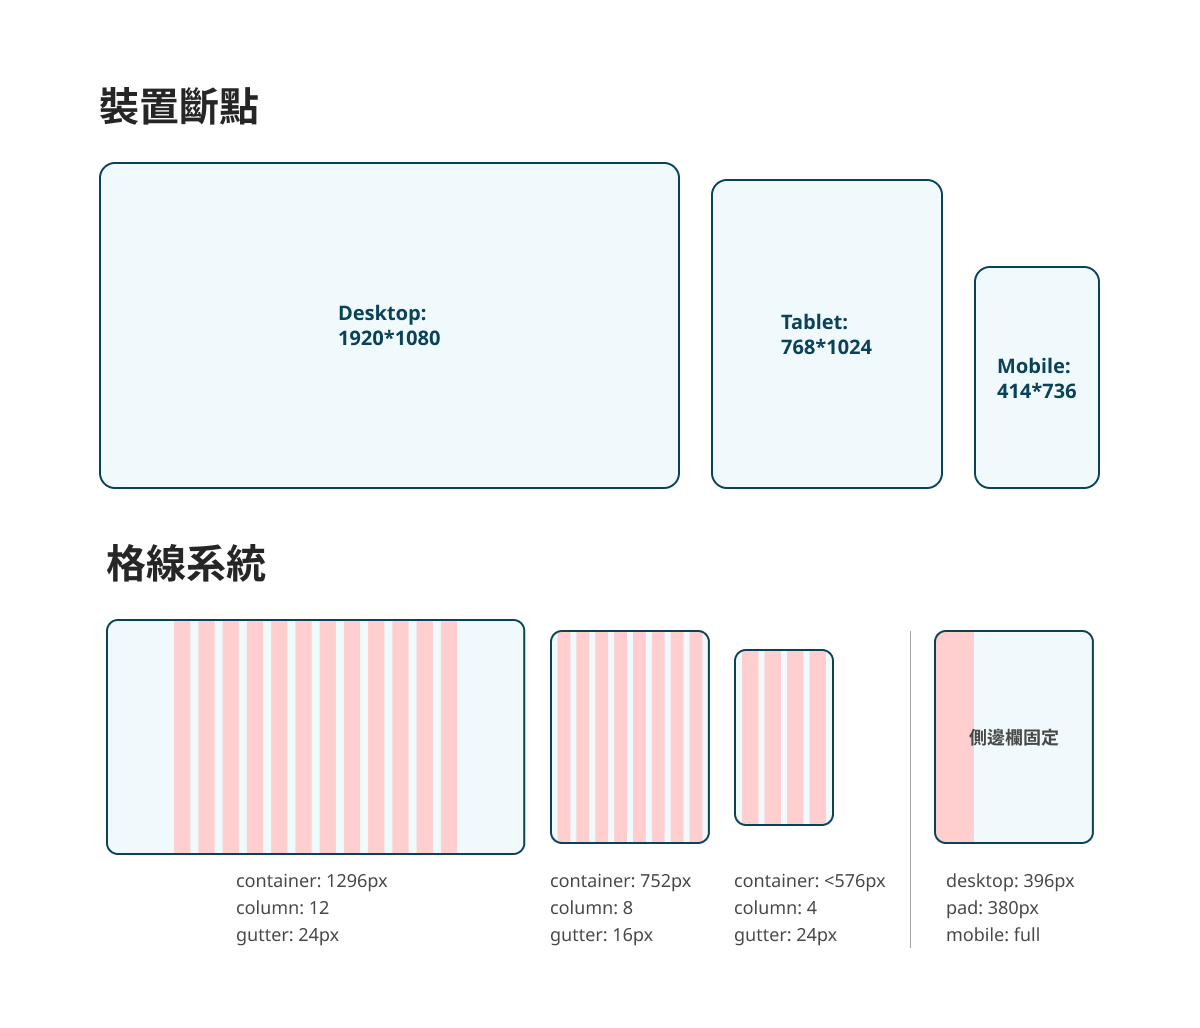 裝置斷點
Desktop:
1920*1080
Tablet:
768*1024
Mobile:
414*736
格線系統
側邊欄固定
container: 1296px
column: 12
gutter: 24px
container: 752px
column: 8
gutter: 16px
container: <576px
column: 4
gutter: 24px
desktop: 396px
pad: 380px
mobile: full